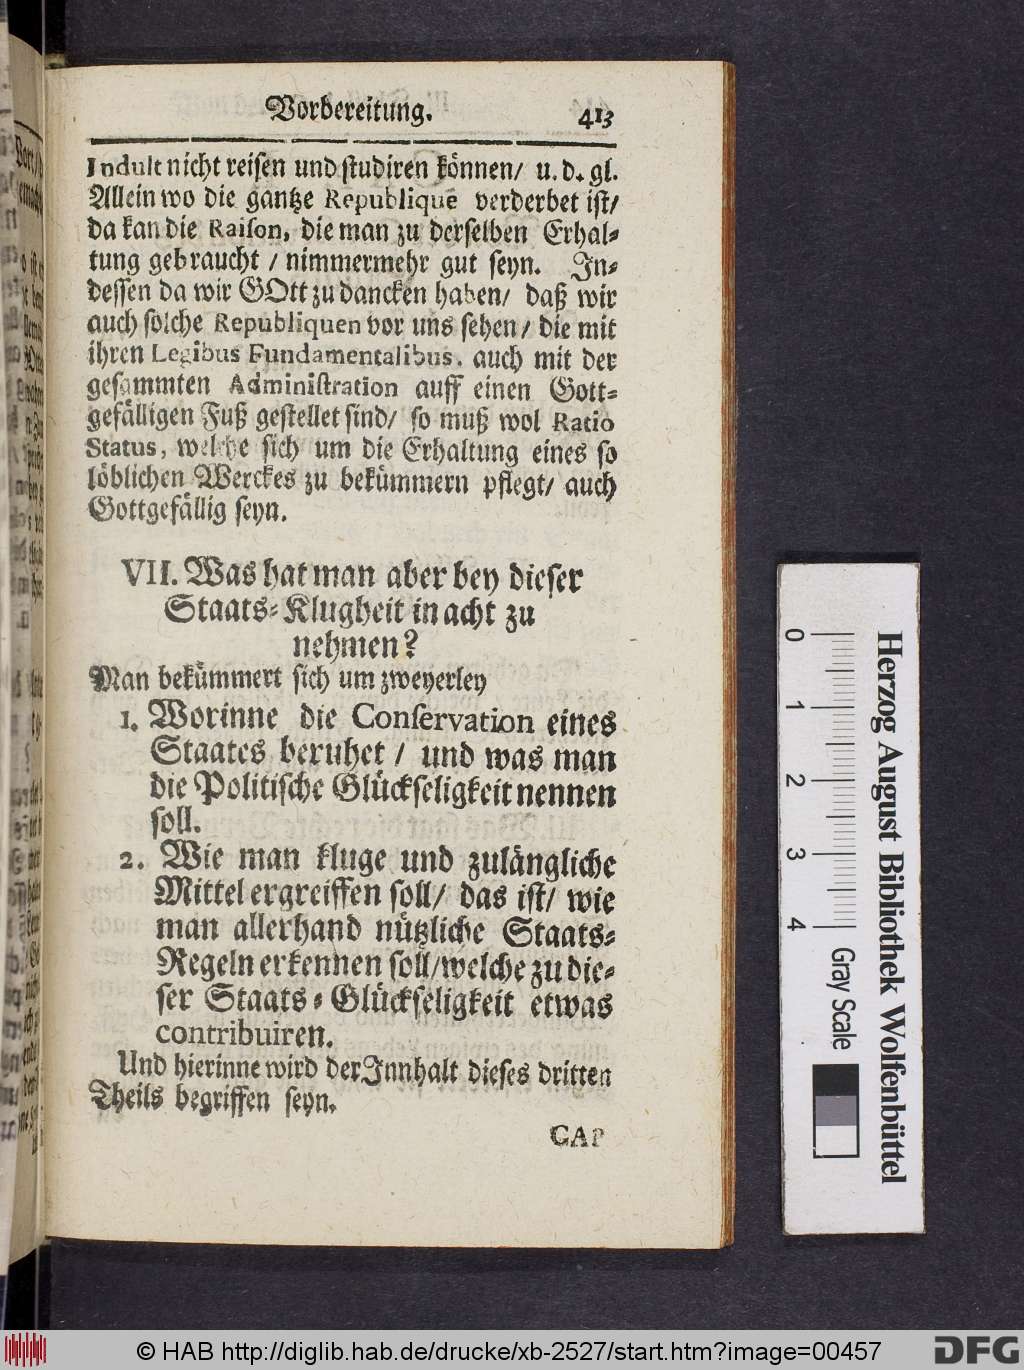 Vorbereitung. 413
Indult nicht reisen und studiren können/ u. d. gl.
Allein wo die gantze Republique verderbet ist/
da kan die Raison, die man zu derselben Erhal-
tung gebraucht / nimmermehr gut seyn. In-
dessen da wir GOtt zu dancken haben/ daß wir
auch solche Republiquen vor uns sehen/ die mit
ihren Legibus Fundamentalibus. auch mit der
gesammten Administration auff einen Gott-
gefälligen Fuß gestellet sind/ so muß wol Ratio
Status, welche sich um die Erhaltung eines so
löblichen Werckes zu bekümmern pflegt/ auch
Gottgefällig seyn.
VII. Was hat man aber bey dieser
Staats-Klugheit in acht zu
nehmen?
Man bekümmert sich um zweyerley
1. Worinne die Conservation eines
Staates beruhet / und was man
die Politische Glückseligkeit nennen
soll.
2. Wie man kluge und zulängliche
Mittel ergreiffen soll/ das ist/ wie
man allerhand nützliche Staats-
Regeln erkennen soll/welche zu die-
ser Staats-Glückseligkeit etwas
contribuiren.
Und hierinne wird der Innhalt dieses dritten
Theils begriffen seyn.
CAP
0 1 2 3 4
Gray Scale
Herzog August Bibliothek Wolfenbüttel
© HAB http://diglib.hab.de/drucke/xb-2527/start.htm?image=00457
DFG